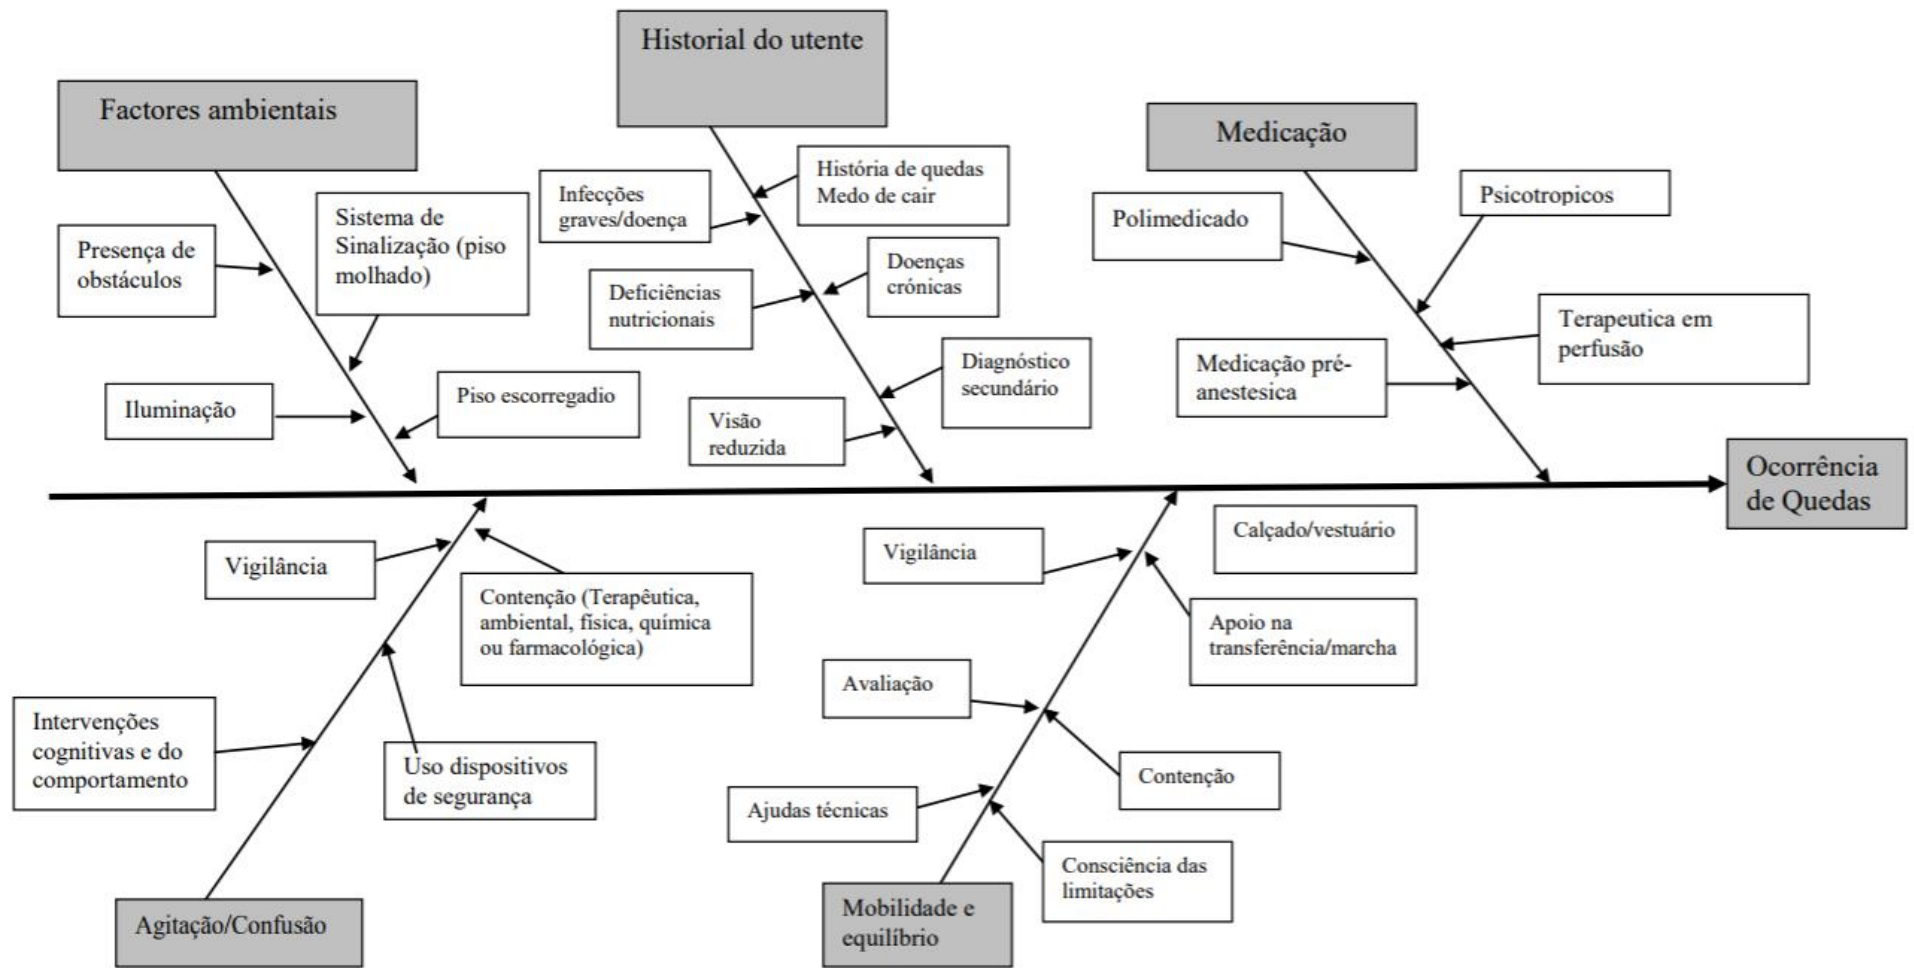 Historial do utente
Factores ambientais
Medicação
História de quedas
Medo de cair
Infecções
graves/doença
Psicotropicos
Polimedicado
Sistema de
Sinalização (piso
molhado)
Presença de
obstáculos
Doenças
crónicas
Deficiências
nutricionais
Terapeutica em
perfusão
Medicação pré-
anestesica
Diagnóstico
secundário
Iluminação
Piso escorregadio
Visão
reduzida
Ocorrência
de Quedas
Vigilância
Contenção (Terapêutica,
ambiental, física, química
ou farmacológica)
Vigilância
Calçado/vestuário
Apoio na
transferência/marcha
Avaliação
Intervenções
cognitivas e do
comportamento
Uso dispositivos
de segurança
Contenção
Ajudas técnicas
Consciência das
limitações
Agitação/Confusão
Mobilidade e
equilíbrio